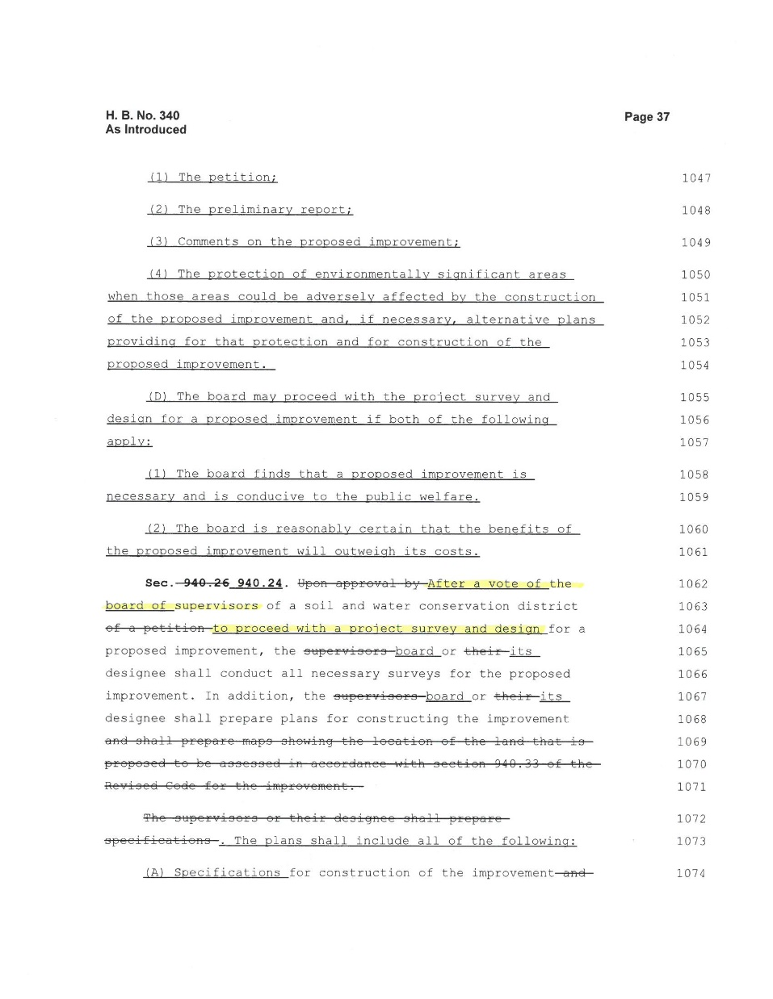 H. B. No. 340 Page 37
As Introduced
(1) The petition; 1047
(2) The preliminary report; 1048
(3) Comments on the proposed improvement; 1049
(4) The protection of environmentally significant areas 1050
when those areas could be adversely affected by the construction 1051
of the proposed improvement and, if necessary, alternative plans 1052
providing for that protection and for construction of the 1053
proposed improvement. 1054
(D) The board may proceed with the project survey and 1055
design for a proposed improvement if both of the following 1056
apply: 1057
(1) The board finds that a proposed improvement is 1058
necessary and is conducive to the public welfare. 1059
(2) The board is reasonably certain that the benefits of 1060
the proposed improvement will outweigh its costs. 1061
Sec. 940.26 940.24. Upon approval by After a vote of the 1062
board of supervisors of a soil and water conservation district 1063
of a petition to proceed with a project survey and design for a 1064
proposed improvement, the supervisors board or their its 1065
designee shall conduct all necessary surveys for the proposed 1066
improvement. In addition, the supervisors board or their its 1067
designee shall prepare plans for constructing the improvement 1068
and shall prepare maps showing the location of the land that is 1069
proposed to be assessed in accordance with section 940.33 of the 1070
Revised Code for the improvement. 1071
The supervisors or their designee shall prepare 1072
specifications . The plans shall include all of the following: 1073
(A) Specifications for construction of the improvement and 1074